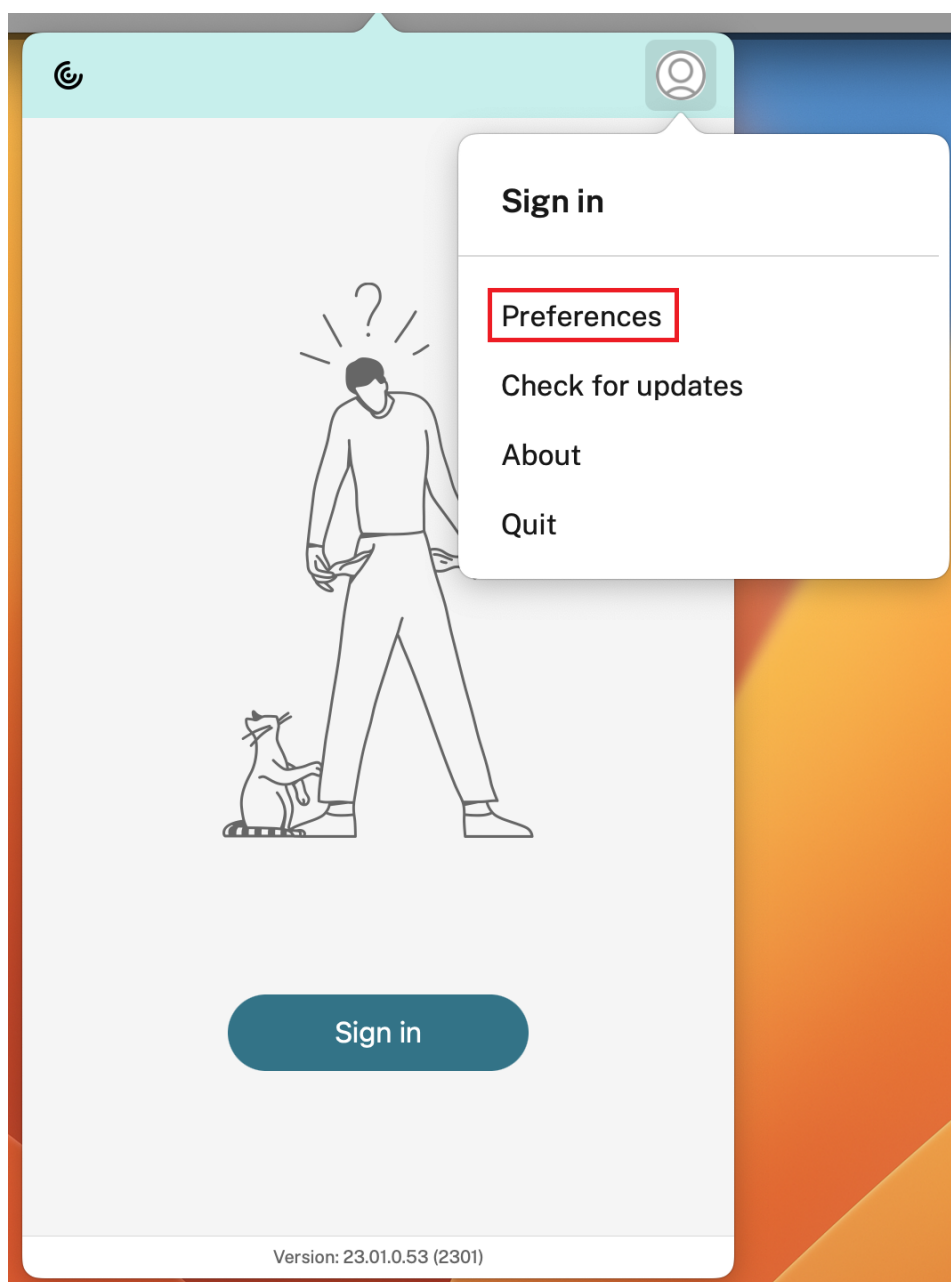 Sign in
Preferences
Check for updates
About
Quit
?
Sign in
Version: 23.01.0.53 (2301)